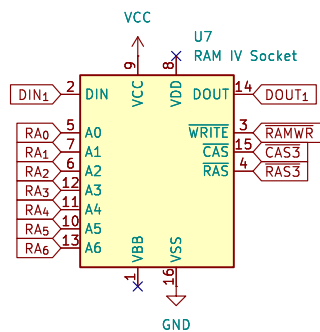 VCC
U7
RAM IV Socket
9
8
VCC
VDD
DIN1
2
DIN
DOUT
14
DOUT1
RA0
5
A0
WRITE
3
RAMWR
RA1
7
A1
CAS
15
CAS3
RA2
6
A2
RAS
4
RAS3
RA3
12
A3
RA4
11
A4
RA5
10
A5
RA6
13
A6
VBB
VSS
1
16
GND